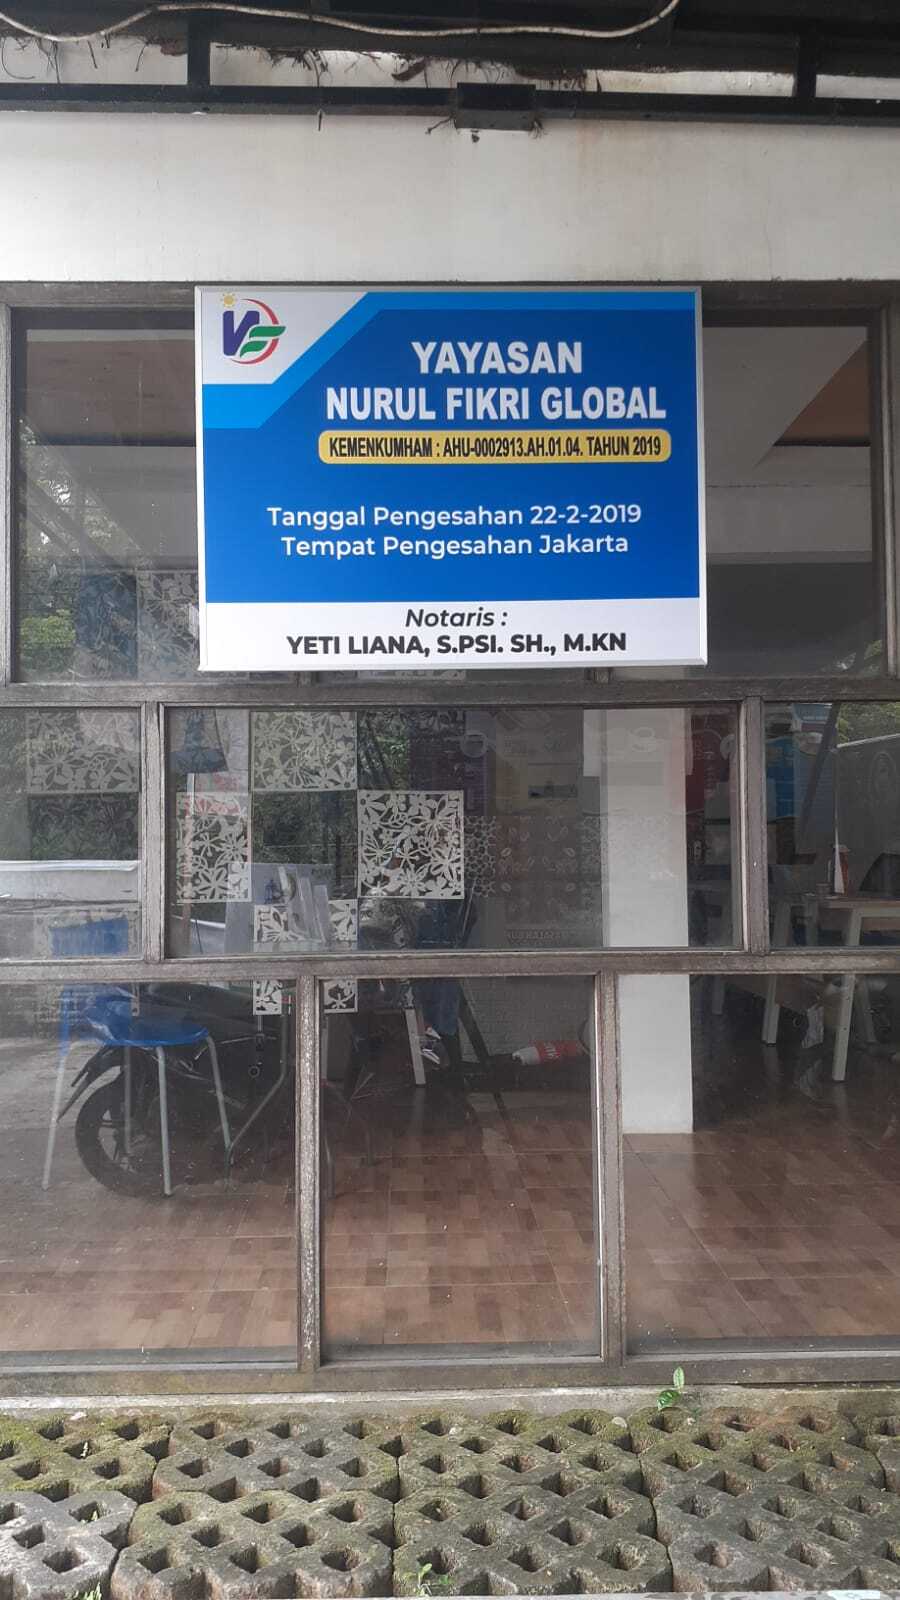 NF
YAYASAN
NURUL FIKRI GLOBAL
KEMENKUMHAM : AHU-0002913.AH.01.04. TAHUN 2019
Tanggal Pengesahan 22-2-2019
Tempat Pengesahan Jakarta
Notaris :
YETI LIANA, S.PSI. SH., M.KN